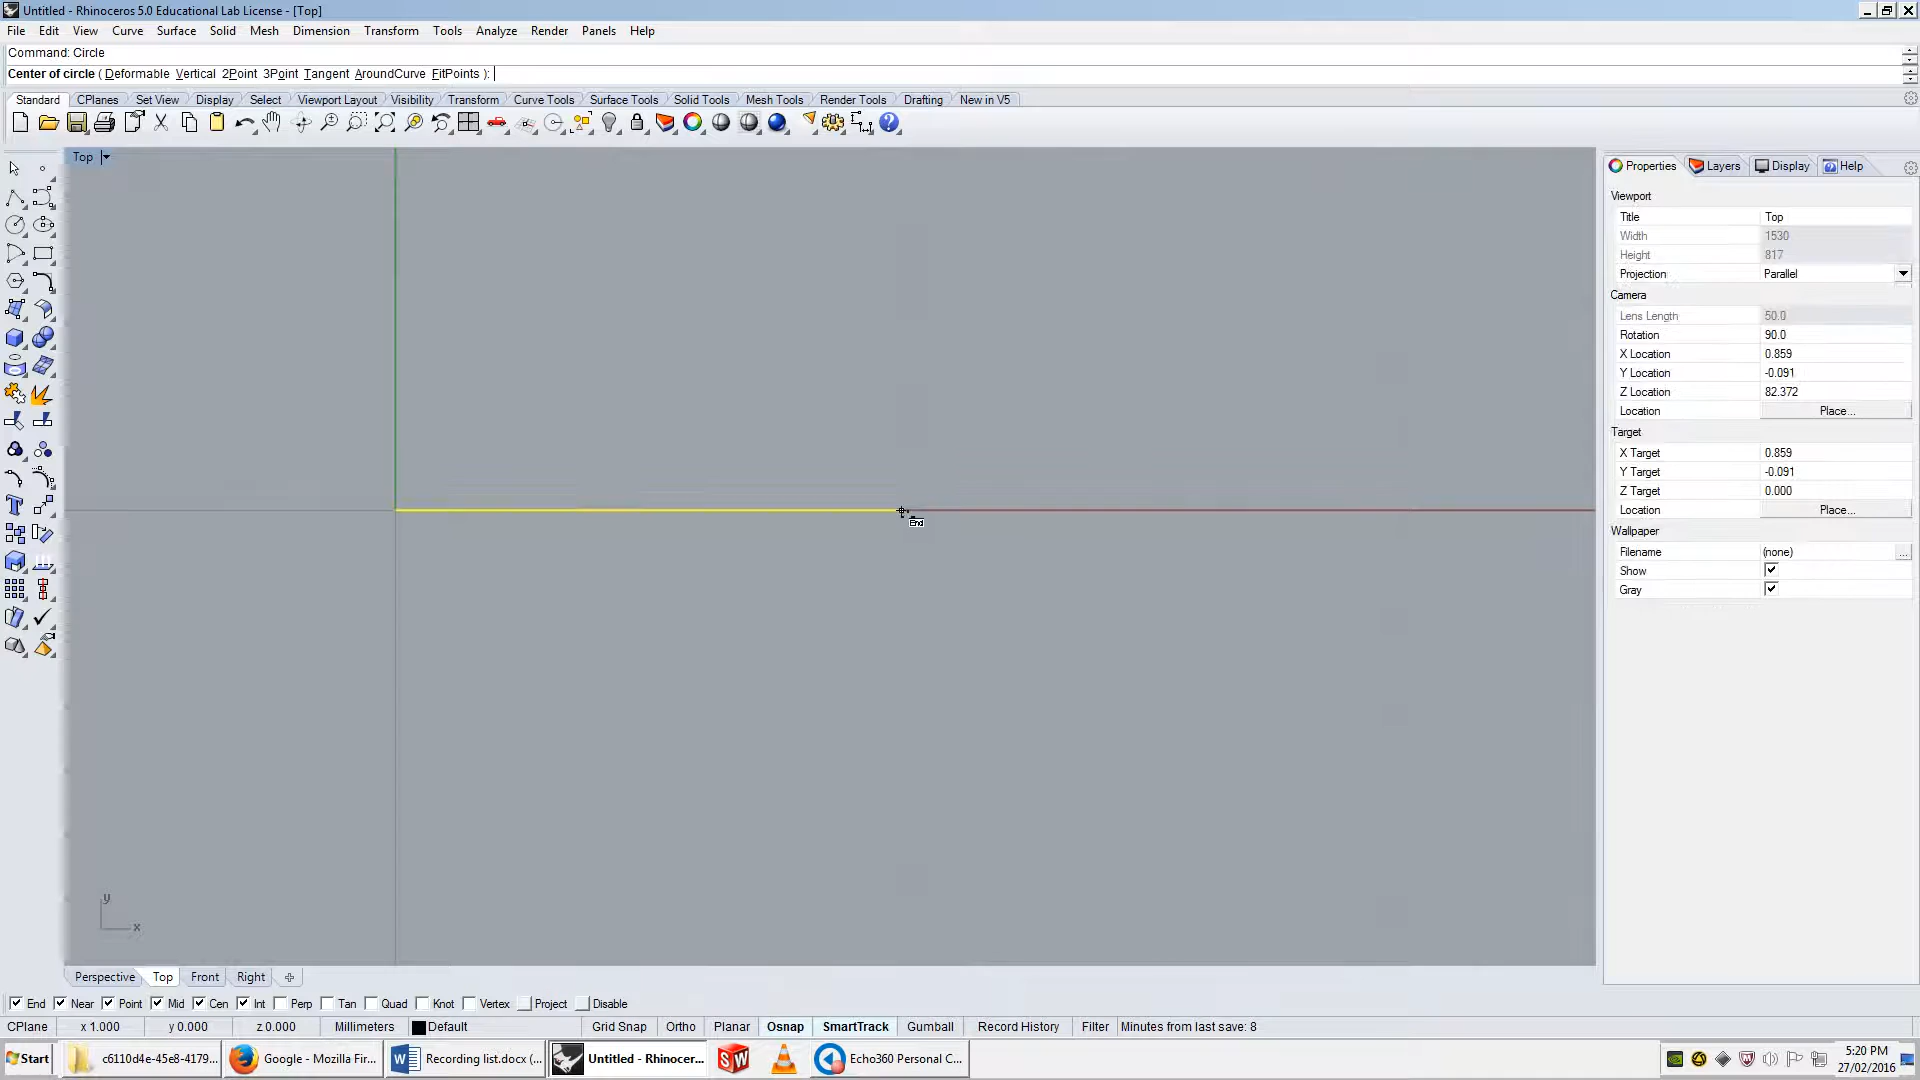 Untitled - Rhinoceros 5.0 Educational Lab License - [Top]
File Edit View Curve Surface Solid Mesh Dimension Transform Tools Analyze Render Panels Help
Command: Circle
Center of circle ( Deformable Vertical 2Point 3Point Tangent AroundCurve FitPoints ):
Standard CPlanes Set View Display Select Viewport Layout Visibility Transform Curve Tools Surface Tools Solid Tools Mesh Tools Render Tools Drafting New in V5
Top
Properties Layers Display Help
Viewport
Title Top
Width 1530
Height 817
Projection Parallel
Camera
Lens Length 50.0
Rotation 90.0
X Location 0.859
Y Location -0.091
Z Location 82.372
Location Place...
Target
X Target 0.859
Y Target -0.091
Z Target 0.000
Location Place...
Wallpaper
Filename (none) ...
Show
Gray
End
y
x
Perspective Top Front Right
End Near Point Mid Cen Int Perp Tan Quad Knot Vertex Project Disable
CPlane x 1.000 y 0.000 z 0.000 Millimeters Default Grid Snap Ortho Planar Osnap SmartTrack Gumball Record History Filter Minutes from last save: 8
Start c6110d4e-45e8-4179... Google - Mozilla Fir... Recording list.docx (... Untitled - Rhinocer... Echo360 Personal C... 5:20 PM
27/02/2016